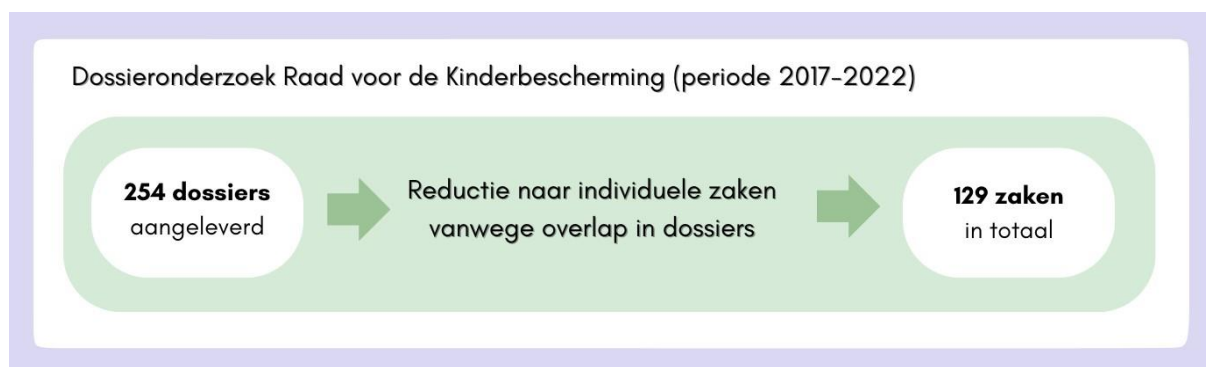 Dossieronderzoek Raad voor de Kinderbescherming (periode 2017-2022)
254 dossiers
aangeleverd
Reductie naar individuele zaken
vanwege overlap in dossiers
129 zaken
in totaal